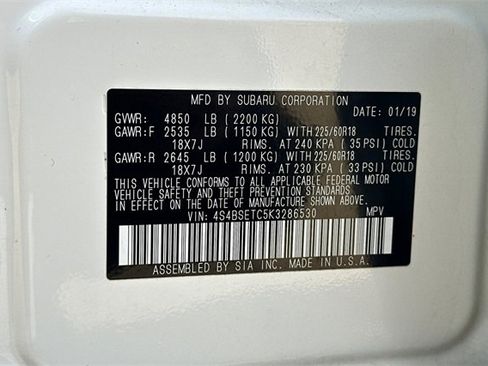 MFD BY SUBARU CORPORATION
GVWR: 4850 LB ( 2200 KG) DATE: 01/19
GAWR:F 2535 LB ( 1150 KG) WITH 225/60R18 TIRES.
18X7J RIMS. AT 240 KPA ( 35 PSI) COLD
GAWR:R 2645 LB ( 1200 KG) WITH 225/60R18 TIRES.
18X7J RIMS. AT 230 KPA ( 33 PSI) COLD
THIS VEHICLE CONFORMS TO ALL APPLICABLE FEDERAL MOTOR
VEHICLE SAFETY AND THEFT PREVENTION STANDARDS
IN EFFECT ON THE DATE OF MANUFACTURE SHOWN
ABOVE.
VIN: 4S4BSETC5K3286530 MPV
ASSEMBLED BY SIA INC. MADE IN U.S.A.